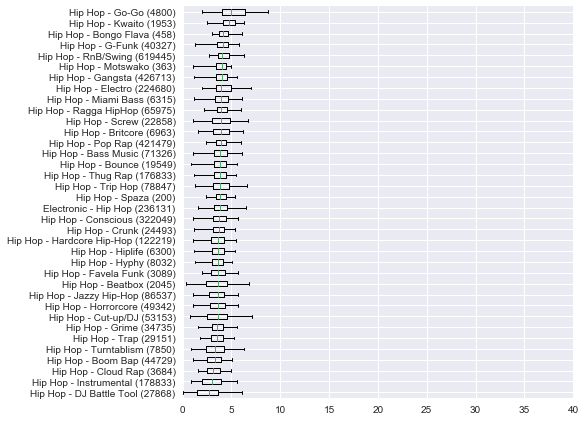 Hip Hop - Go-Go (4800)
Hip Hop - Kwaito (1953)
Hip Hop - Bongo Flava (458)
Hip Hop - G-Funk (40327)
Hip Hop - RnB/Swing (619445)
Hip Hop - Motswako (363)
Hip Hop - Gangsta (426713)
Hip Hop - Electro (224680)
Hip Hop - Miami Bass (6315)
Hip Hop - Ragga HipHop (65975)
Hip Hop - Screw (22858)
Hip Hop - Britcore (6963)
Hip Hop - Pop Rap (421479)
Hip Hop - Bass Music (71326)
Hip Hop - Bounce (19549)
Hip Hop - Thug Rap (176833)
Hip Hop - Trip Hop (78847)
Hip Hop - Spaza (200)
Electronic - Hip Hop (236131)
Hip Hop - Conscious (322049)
Hip Hop - Crunk (24493)
Hip Hop - Hardcore Hip-Hop (122219)
Hip Hop - Hiplife (6300)
Hip Hop - Hyphy (8032)
Hip Hop - Favela Funk (3089)
Hip Hop - Beatbox (2045)
Hip Hop - Jazzy Hip-Hop (86537)
Hip Hop - Horrorcore (49342)
Hip Hop - Cut-up/DJ (53153)
Hip Hop - Grime (34735)
Hip Hop - Trap (29151)
Hip Hop - Turntablism (7850)
Hip Hop - Boom Bap (44729)
Hip Hop - Cloud Rap (3684)
Hip Hop - Instrumental (178833)
Hip Hop - DJ Battle Tool (27868)
0 5 10 15 20 25 30 35 40